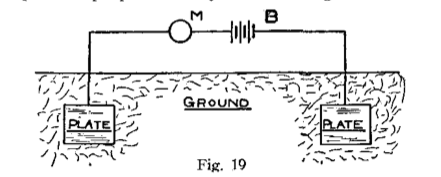 M
B
GROUND
PLATE
PLATE
Fig. 19